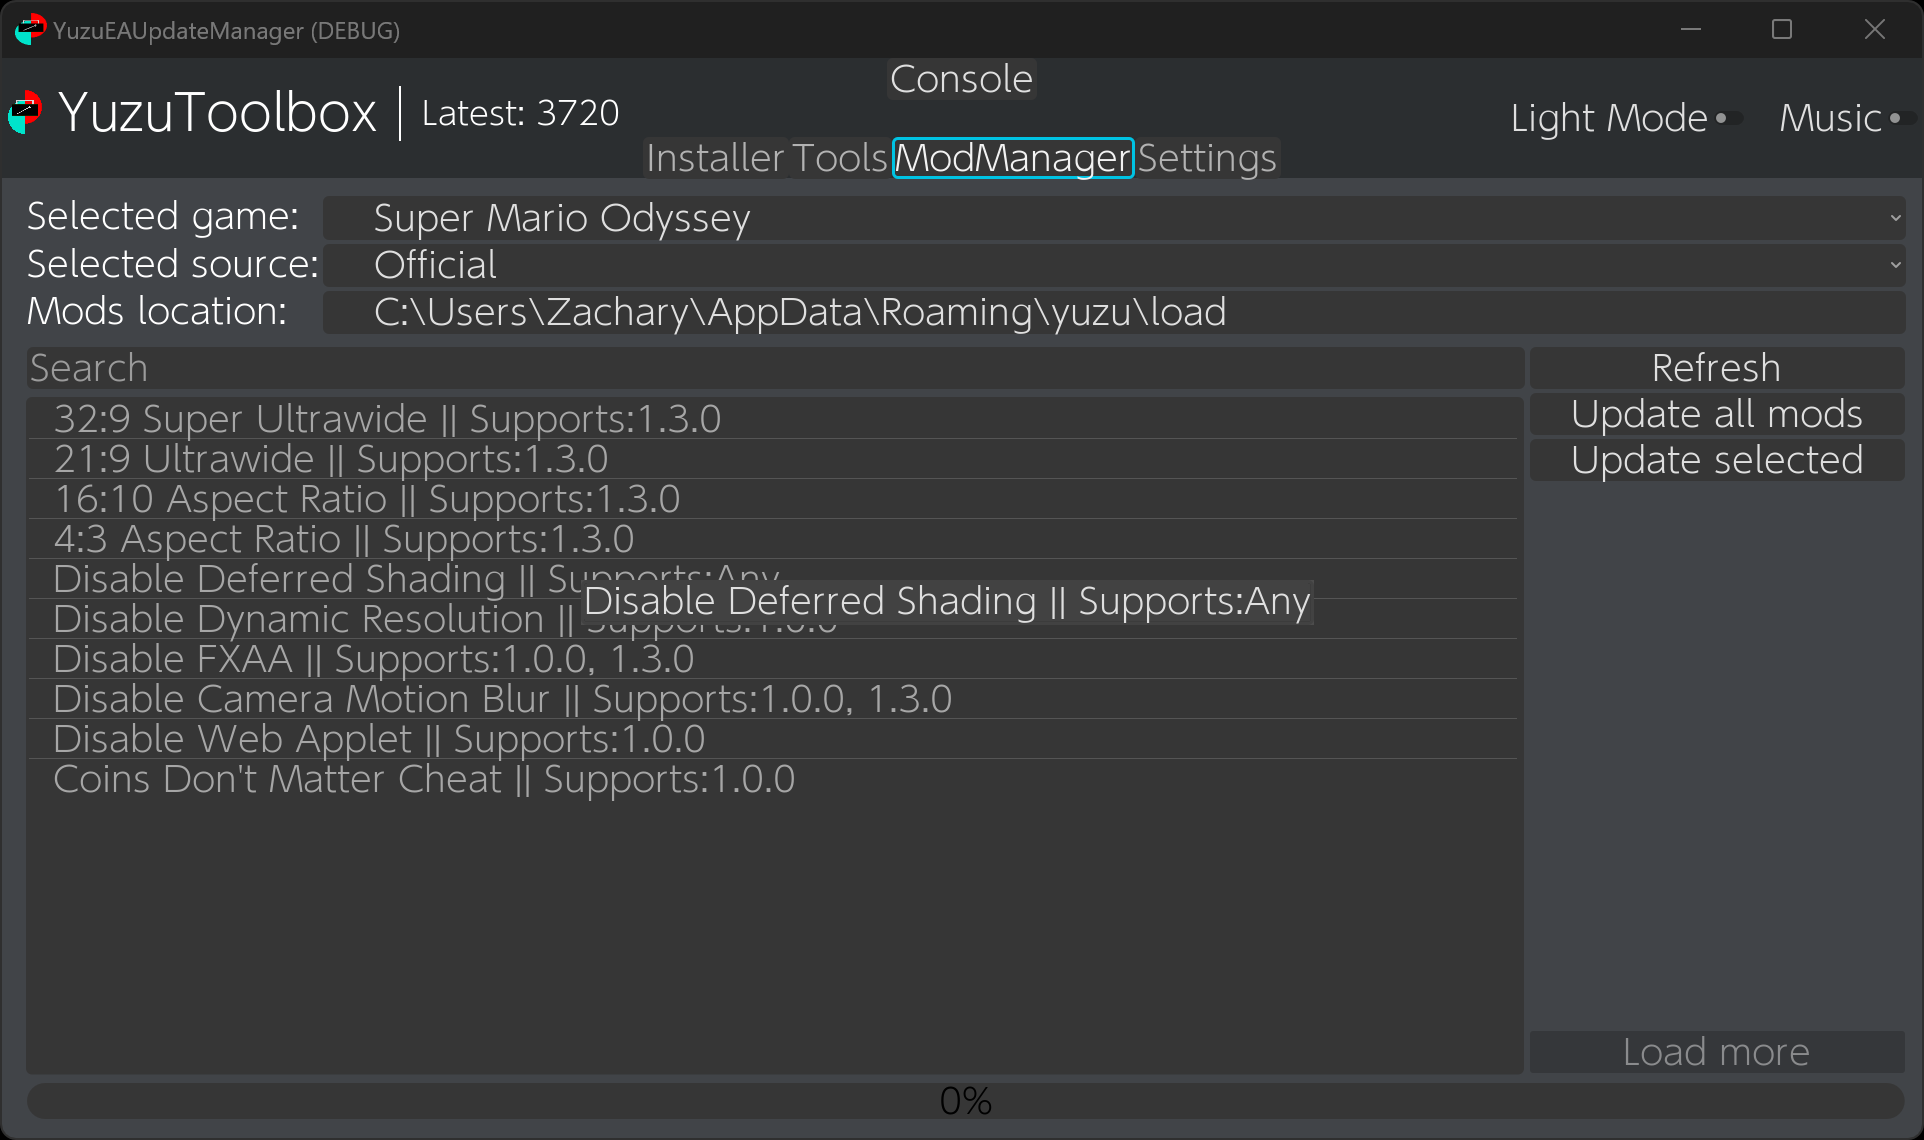 YuzuEAUpdateManager (DEBUG)
Console
YuzuToolbox | Latest: 3720
Light Mode Music
Installer Tools ModManager Settings
Selected game: Super Mario Odyssey
Selected source: Official
Mods location: C:\Users\Zachary\AppData\Roaming\yuzu\load
Search
Refresh
Update all mods
Update selected
32:9 Super Ultrawide || Supports:1.3.0
21:9 Ultrawide || Supports:1.3.0
16:10 Aspect Ratio || Supports:1.3.0
4:3 Aspect Ratio || Supports:1.3.0
Disable Deferred Shading || Supports:Any
Disable Deferred Shading || Supports:Any
Disable Dynamic Resolution || Supports:1.0.0
Disable FXAA || Supports:1.0.0, 1.3.0
Disable Camera Motion Blur || Supports:1.0.0, 1.3.0
Disable Web Applet || Supports:1.0.0
Coins Don't Matter Cheat || Supports:1.0.0
Load more
0%